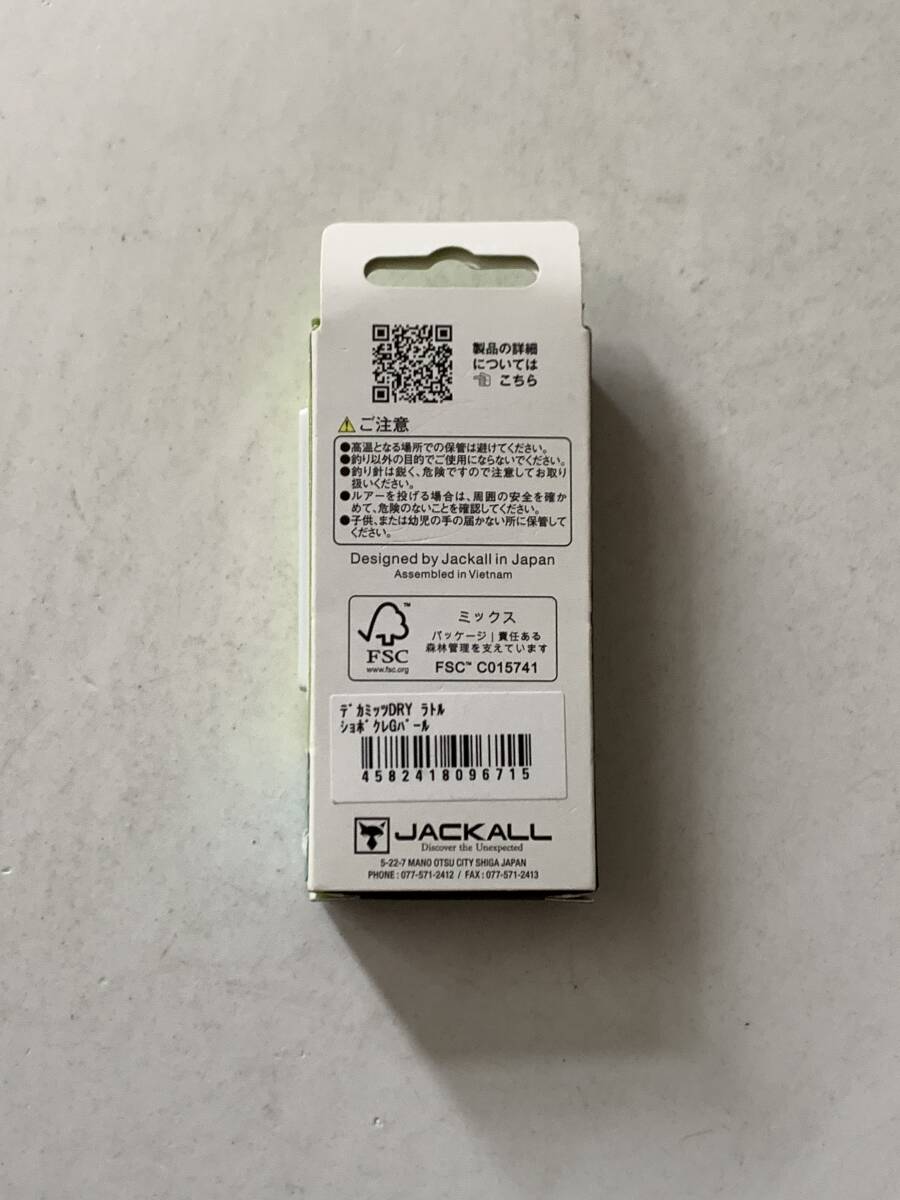 製品の詳細
については
こちら
ご注意
●高温となる場所での保管は避けてください。
●釣り以外の目的でご使用にならないでください。
●釣り針は鋭く、危険ですので注意してお取り
扱いください。
●ルアーを投げる場合は、周囲の安全を確か
めて、危険のないことを確認してください。
●子供、または幼児の手の届かない所に保管して
ください。
Designed by Jackall in Japan
Assembled in Vietnam
ミックス
パッケージ | 責任ある
森林管理を支えています
FSC™ C015741
FSC
™
www.fsc.org
ﾃﾞｶﾐｯﾂDRY ﾗﾄﾙ
ｼｮﾎﾞｸﾚGﾊﾟｰﾙ
4582418096715
JACKALL
Discover the Unexpected
5-22-7 MANO OTSU CITY SHIGA JAPAN
PHONE : 077-571-2412 / FAX : 077-571-2413